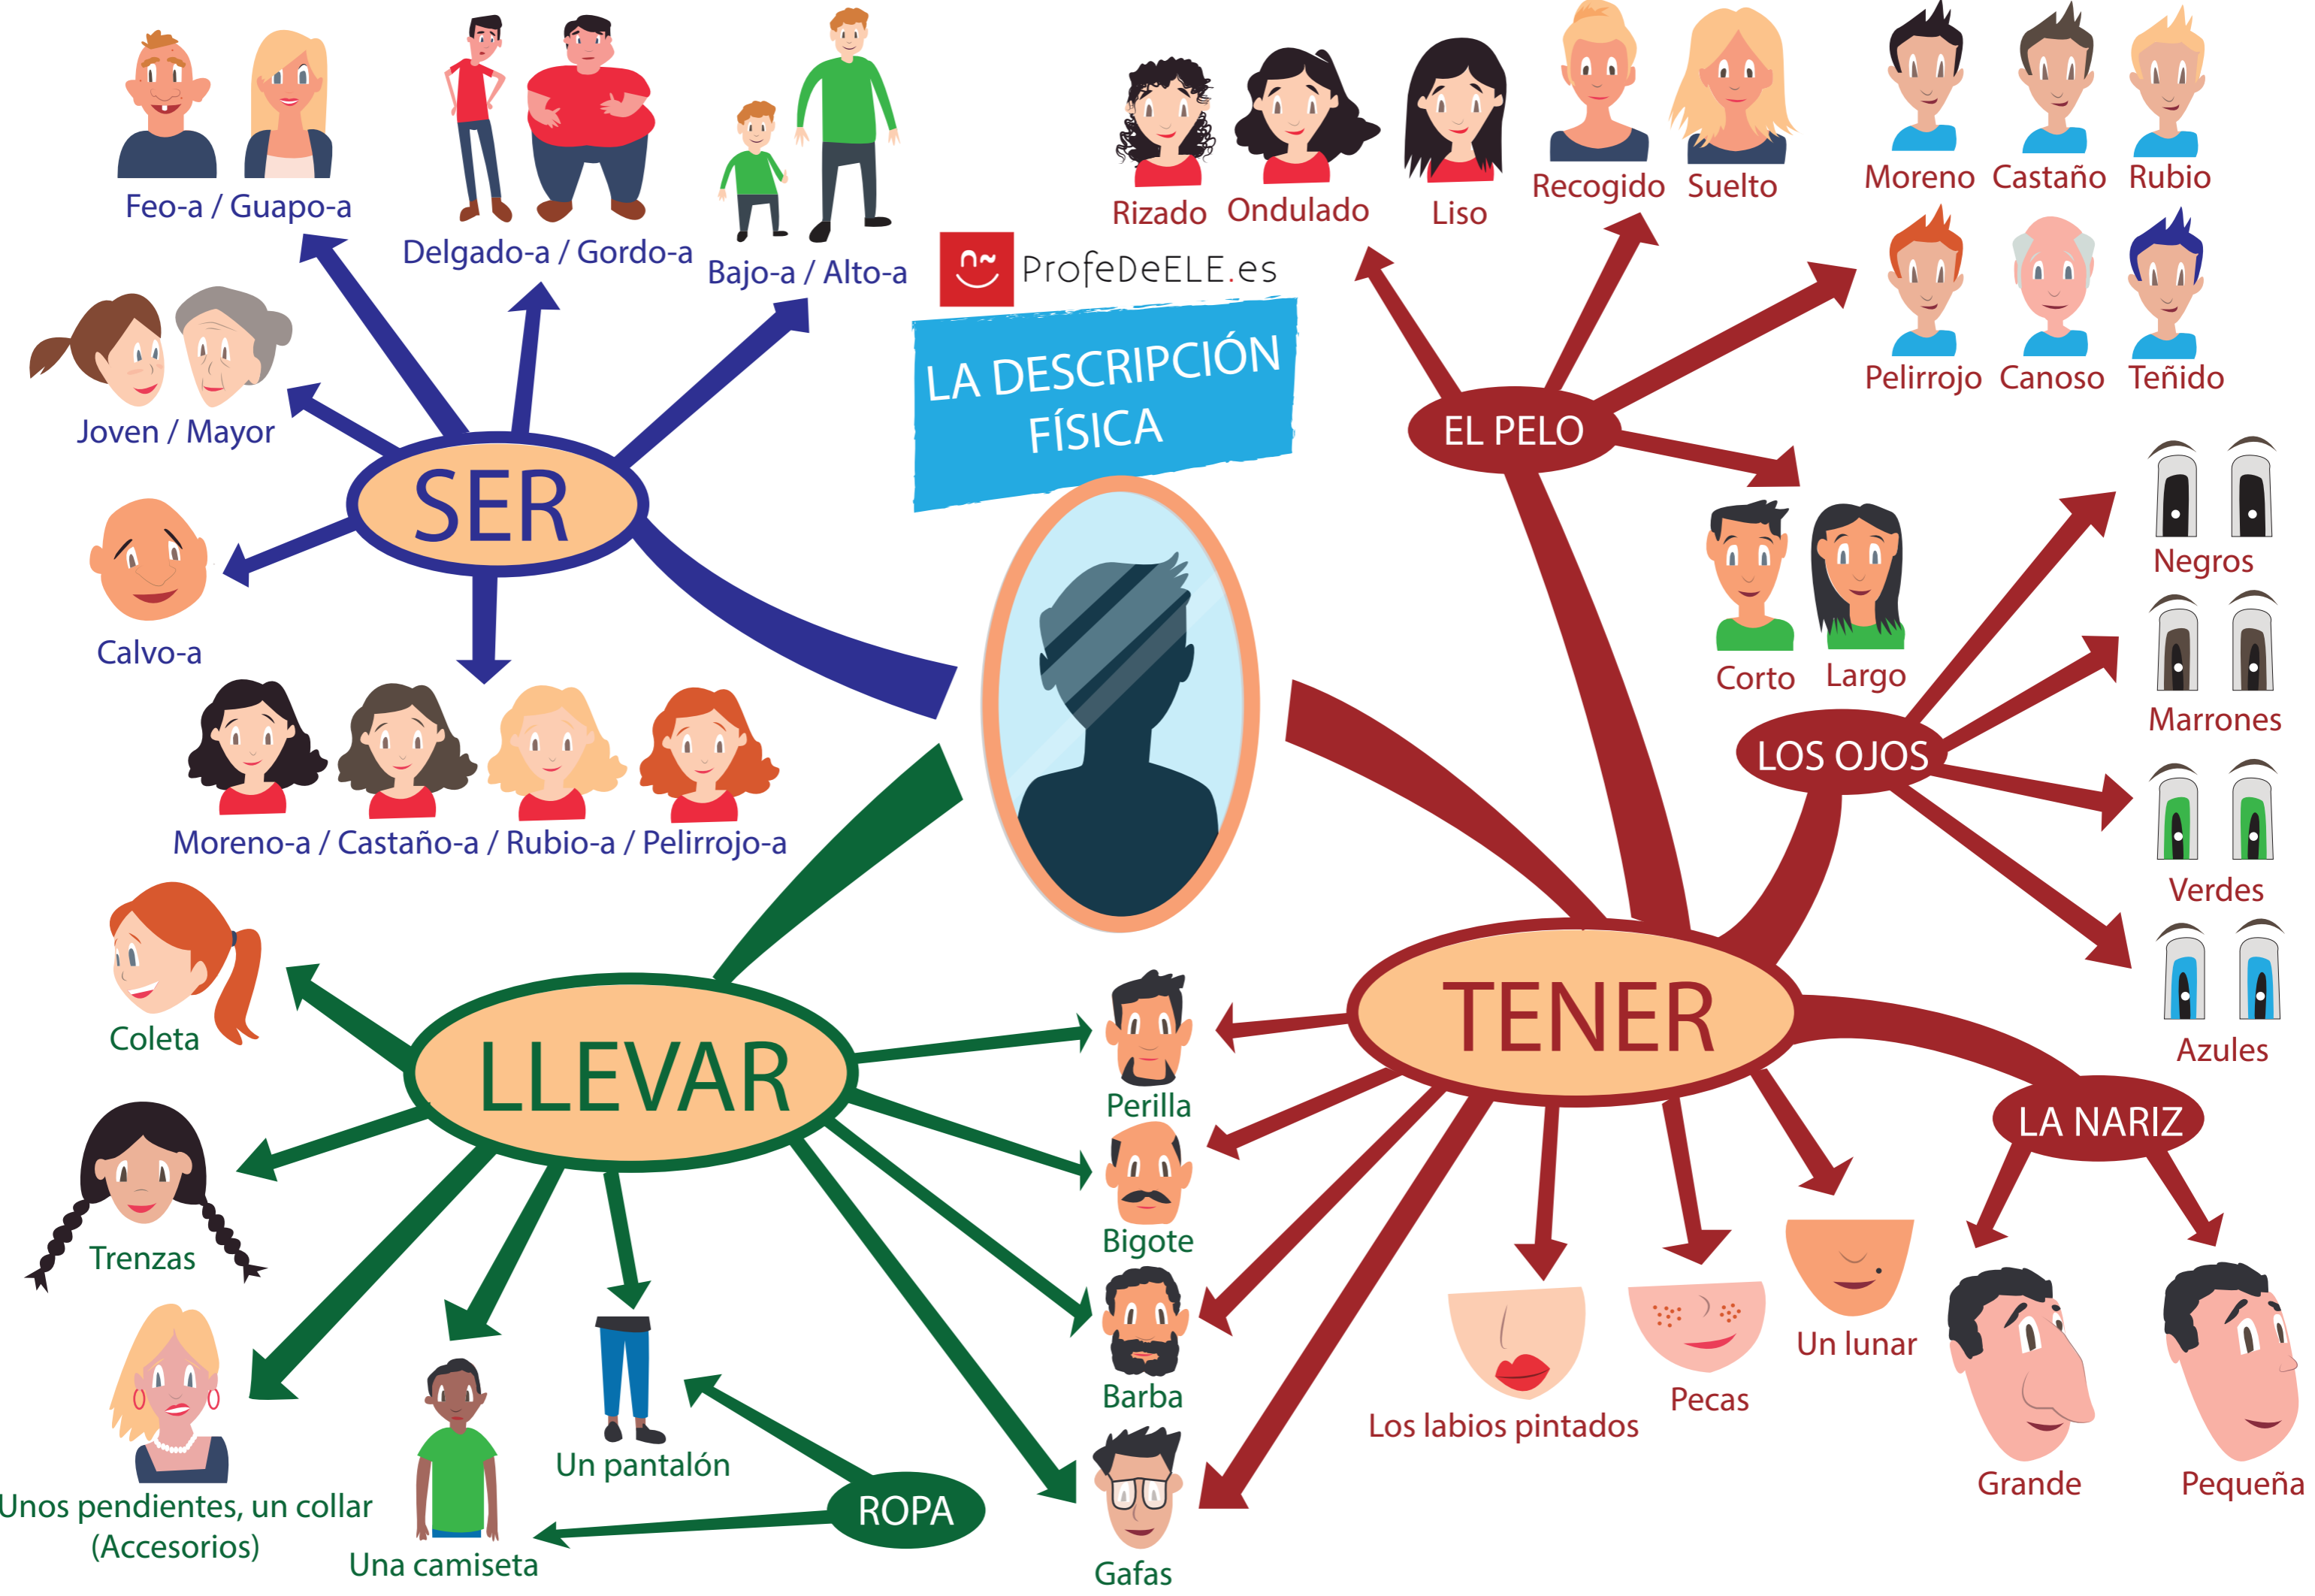 Feo-a / Guapo-a
Delgado-a / Gordo-a
Bajo-a / Alto-a
Joven / Mayor
SER
Calvo-a
Moreno-a / Castaño-a / Rubio-a / Pelirrojo-a
ProfeDeELE.es
LA DESCRIPCIÓN
FÍSICA
Rizado
Ondulado
Liso
Recogido
Suelto
Moreno
Castaño
Rubio
Pelirrojo
Canoso
Teñido
EL PELO
Corto
Largo
LOS OJOS
Negros
Marrones
Verdes
Azules
TENER
LA NARIZ
Grande
Pequeña
Un lunar
Pecas
Los labios pintados
LLEVAR
Coleta
Trenzas
Unos pendientes, un collar
(Accesorios)
Una camiseta
Un pantalón
ROPA
Perilla
Bigote
Barba
Gafas